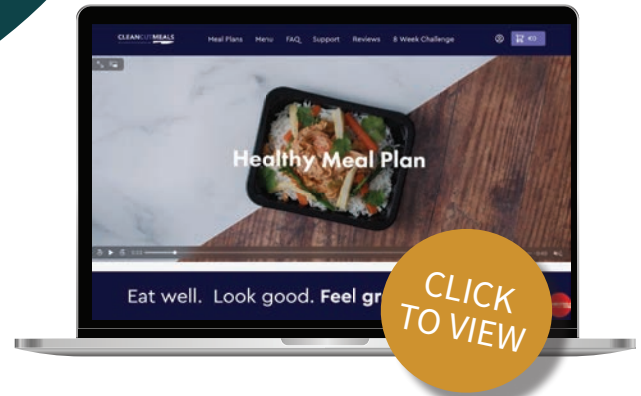 CLEANCUTMEALS
Meal Plans Menu FAQ Support Reviews 8 Week Challenge
€0
Healthy Meal Plan
Eat well. Look good. Feel gr
CLICK
TO VIEW